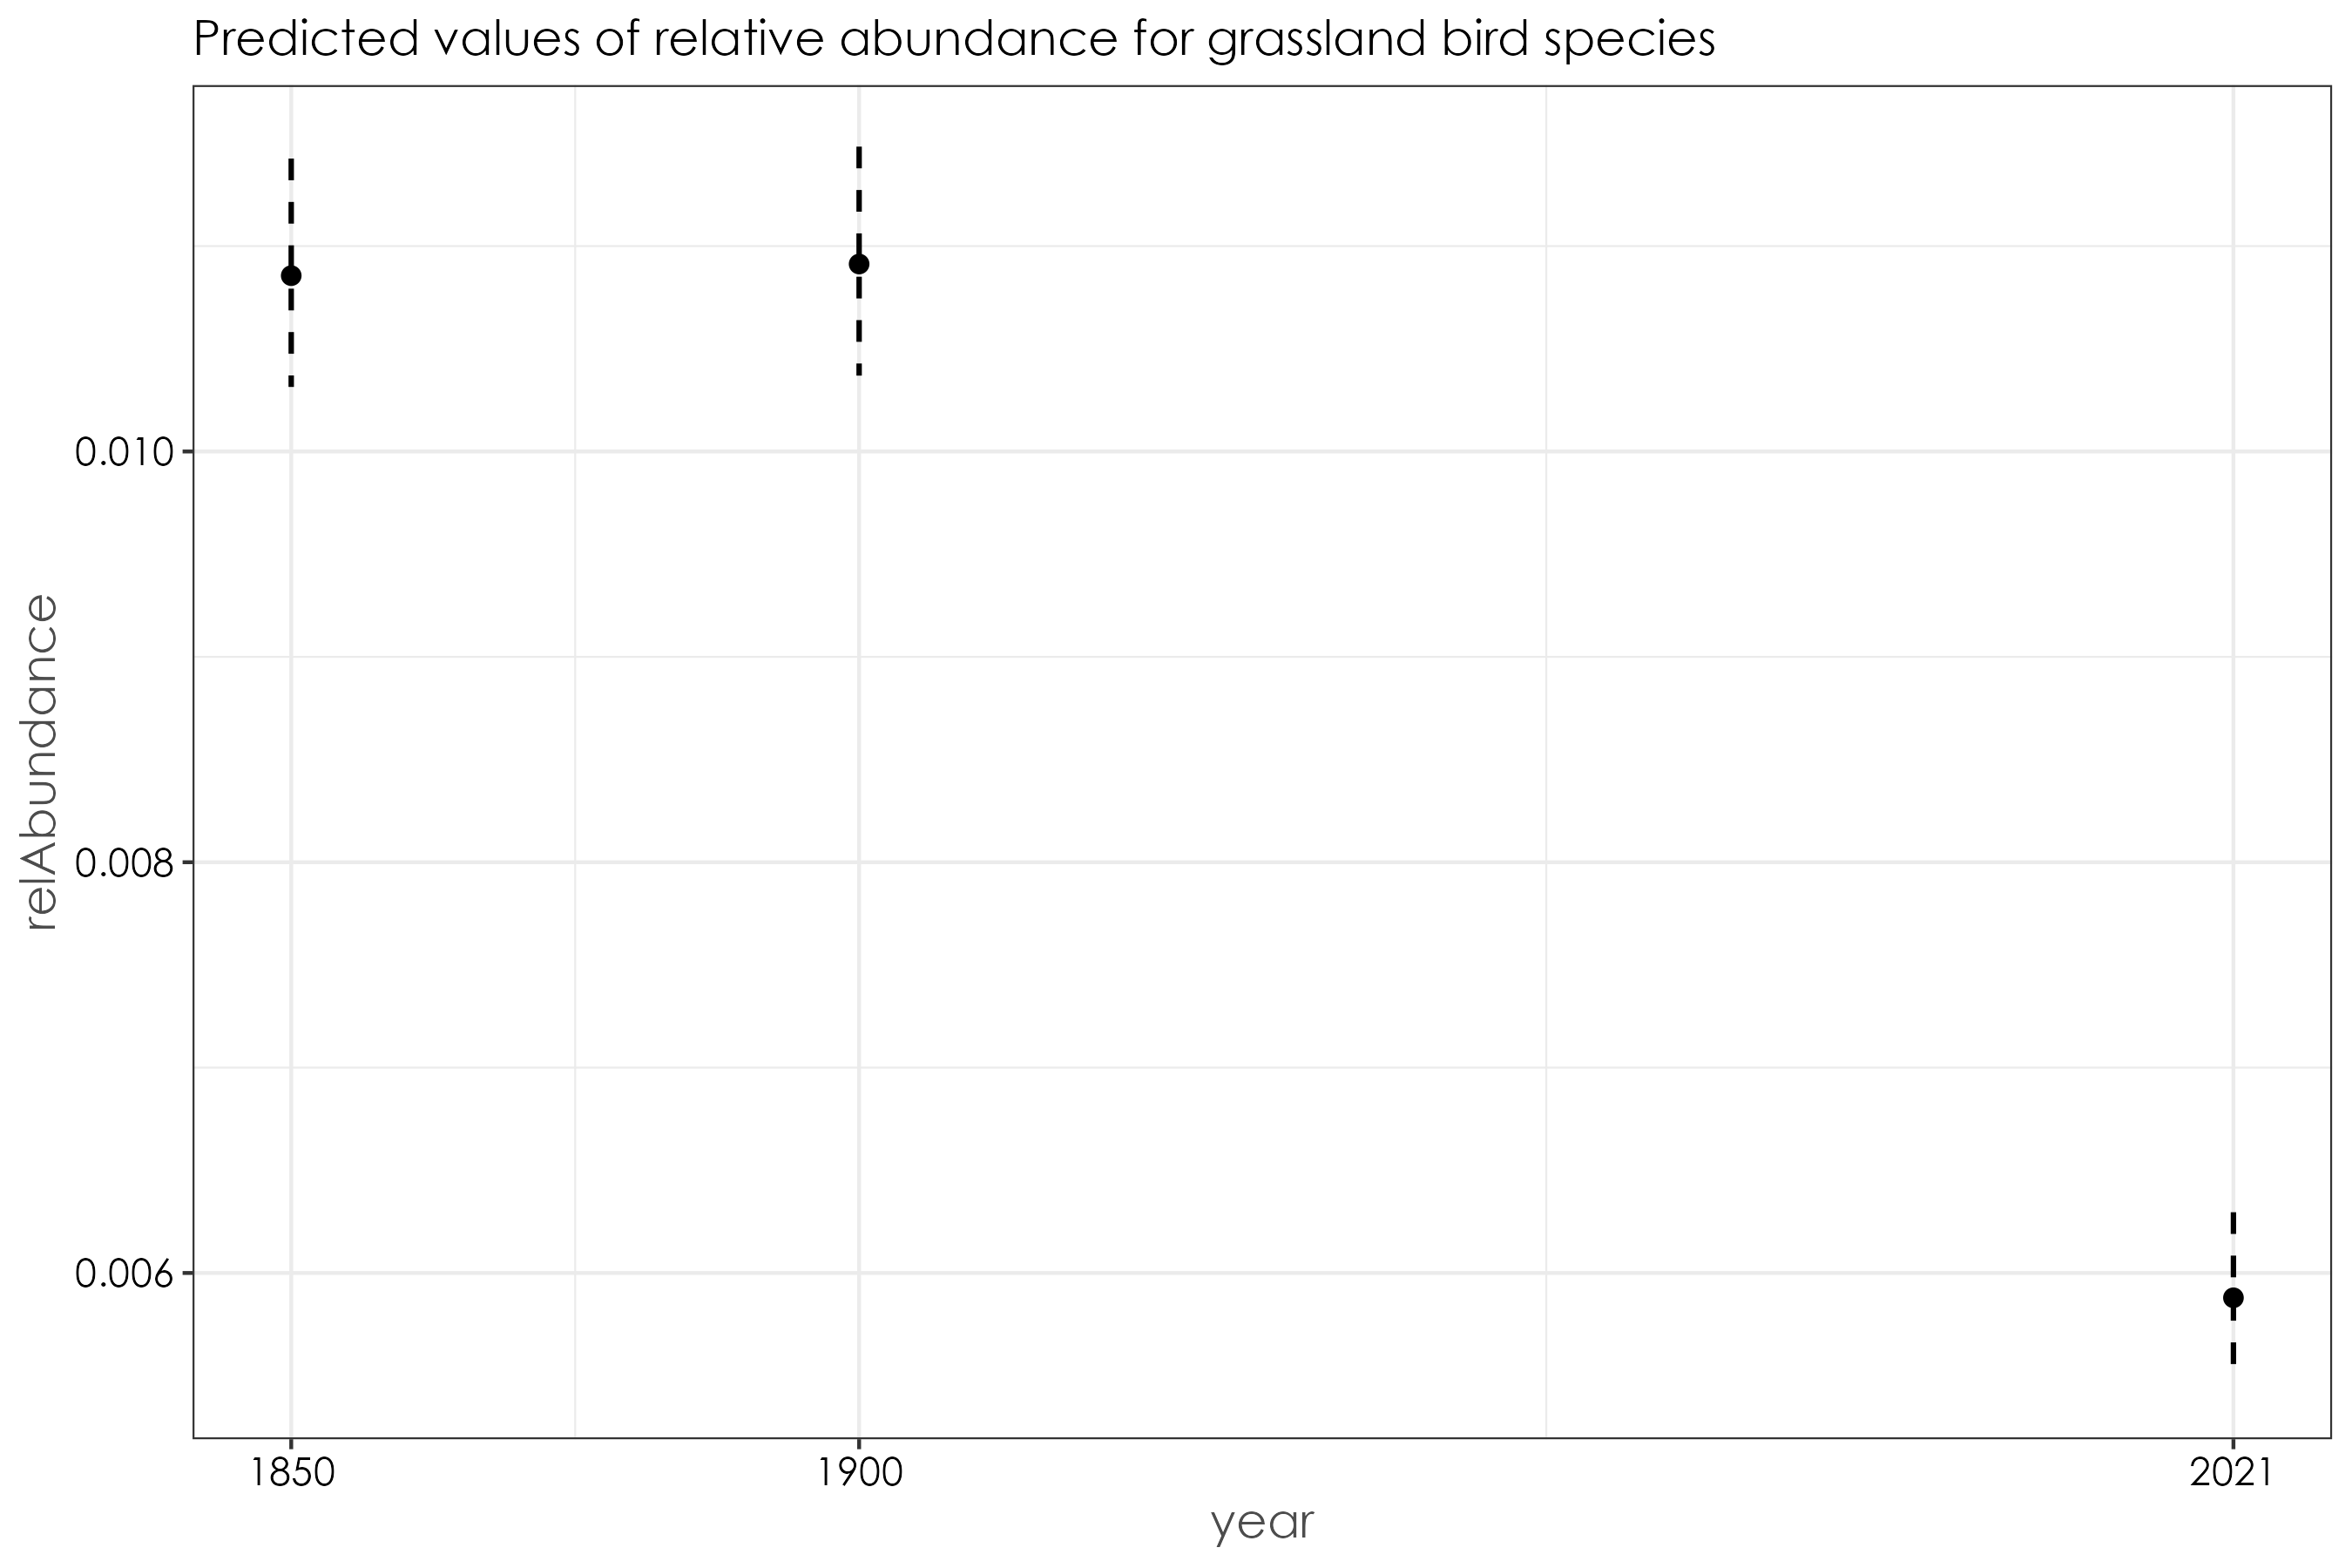 Predicted values of relative abundance for grassland bird species
relAbundance
0.010
0.008
0.006
1850
1900
2021
year